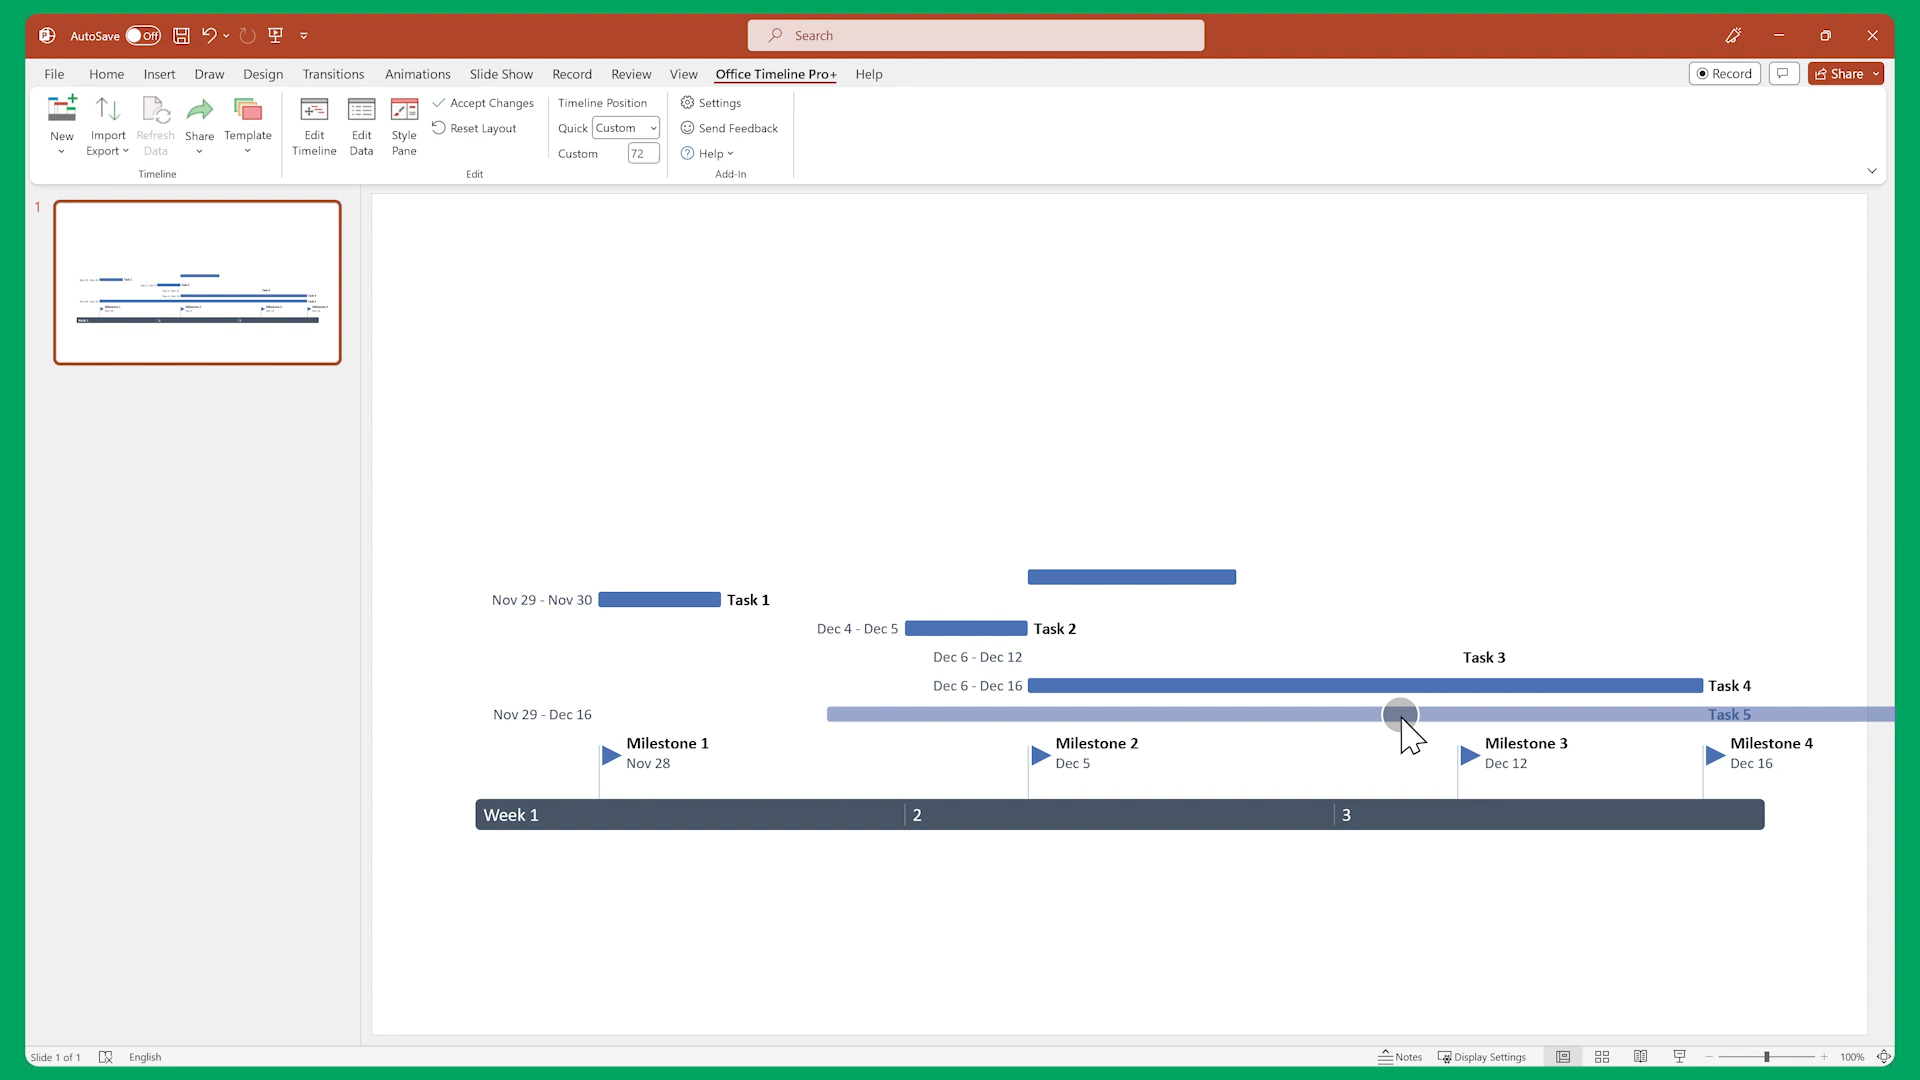 AutoSave Off
Search
File Home Insert Draw Design Transitions Animations Slide Show Record Review View Office Timeline Pro+ Help
Record Share
New
Import Export
Refresh Data
Share
Template
Timeline
Edit Timeline
Edit Data
Style Pane
Accept Changes
Reset Layout
Edit
Timeline Position
Quick Custom
Custom 72
Settings
Send Feedback
Help
Add-In
1
Nov 29 - Nov 30 Task 1
Dec 4 - Dec 5 Task 2
Dec 6 - Dec 12 Task 3
Dec 6 - Dec 16 Task 4
Nov 29 - Dec 16 Task 5
Milestone 1
Nov 28
Milestone 2
Dec 5
Milestone 3
Dec 12
Milestone 4
Dec 16
Week 1 2 3
Slide 1 of 1 English Notes Display Settings 100%